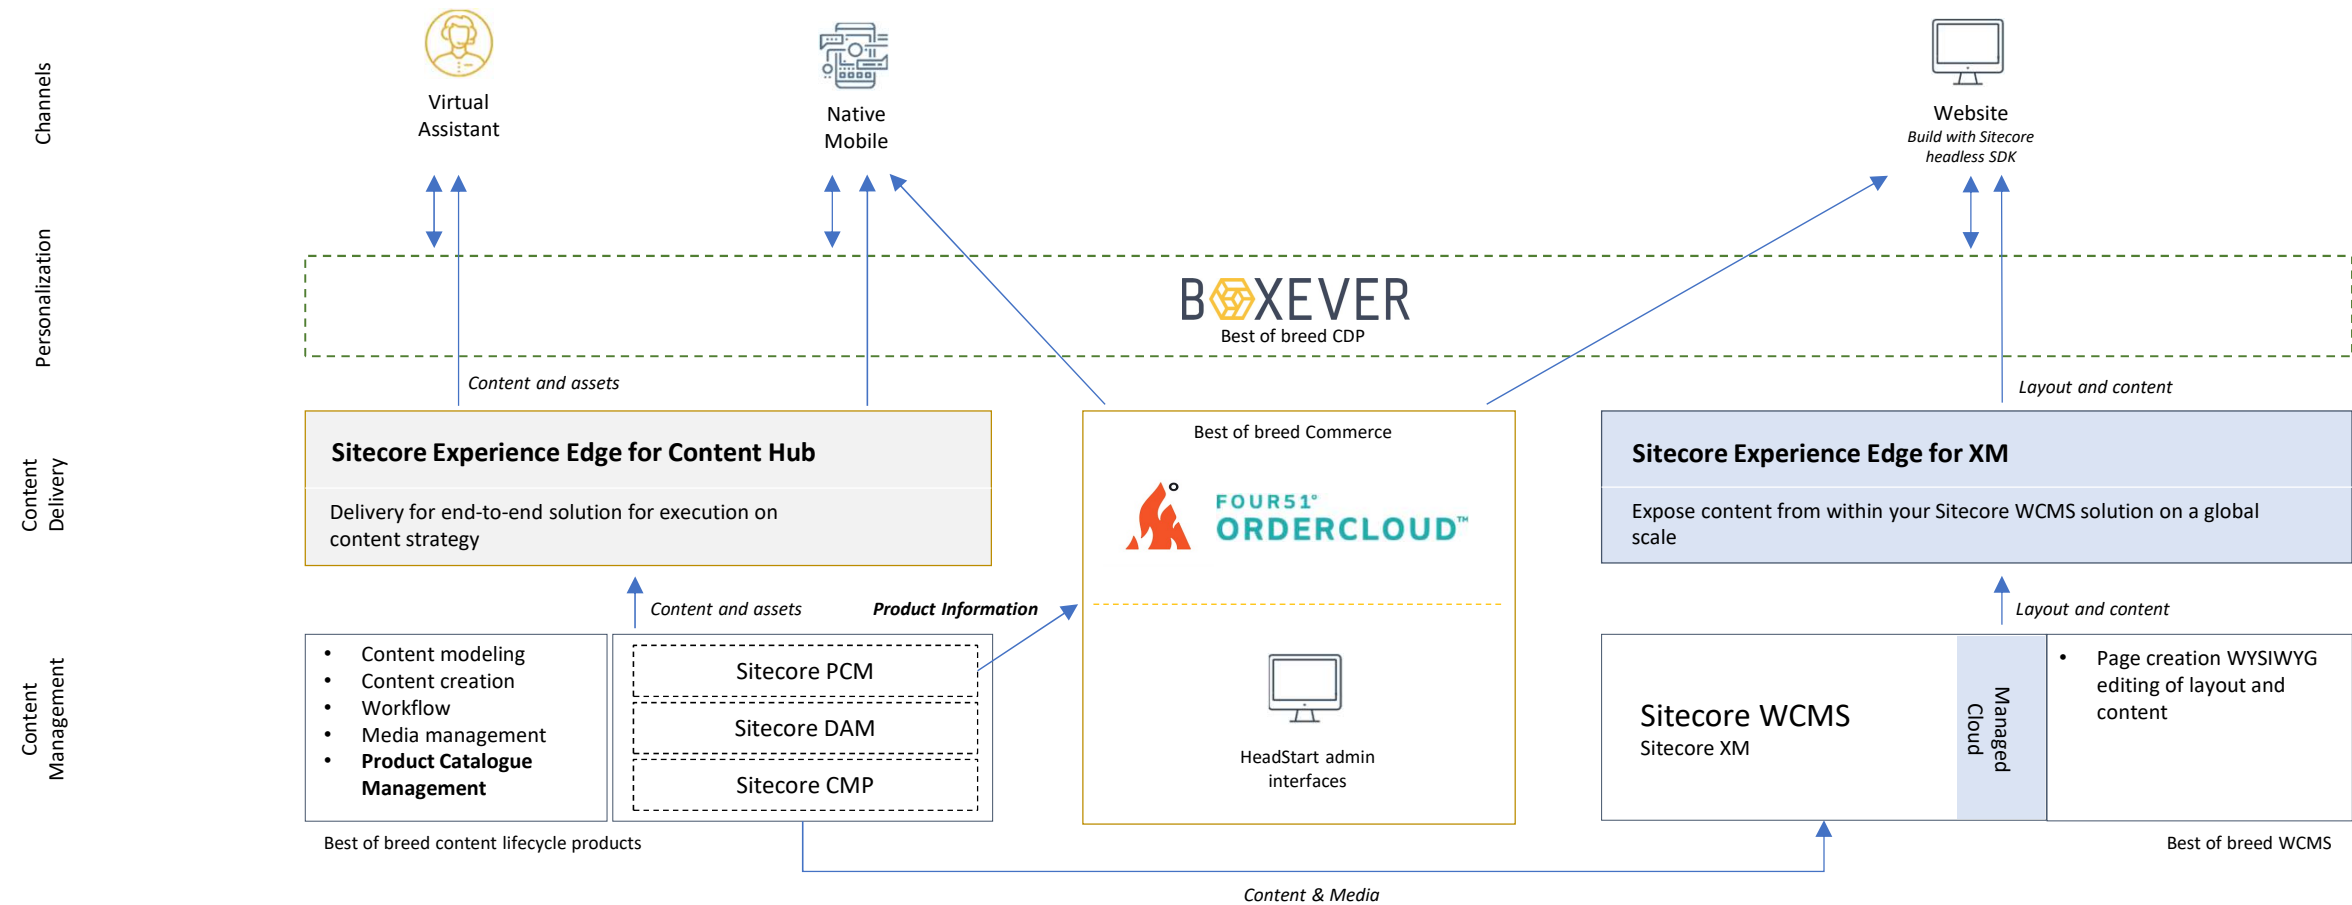 Channels
Virtual
Assistant
Native
Mobile
Website
Build with Sitecore
headless SDK
Personalization
BOXEVER
Best of breed CDP
Content and assets
Layout and content
Content
Delivery
Sitecore Experience Edge for Content Hub
Delivery for end-to-end solution for execution on
content strategy
Best of breed Commerce
FOUR51°
ORDERCLOUD™
Sitecore Experience Edge for XM
Expose content from within your Sitecore WCMS solution on a global
scale
Content and assets
Product Information
Layout and content
Content
Management
• Content modeling
• Content creation
• Workflow
• Media management
• Product Catalogue
Management
Sitecore PCM
Sitecore DAM
Sitecore CMP
HeadStart admin
interfaces
Sitecore WCMS
Sitecore XM
Managed
Cloud
• Page creation WYSIWYG
editing of layout and
content
Best of breed content lifecycle products
Best of breed WCMS
Content & Media